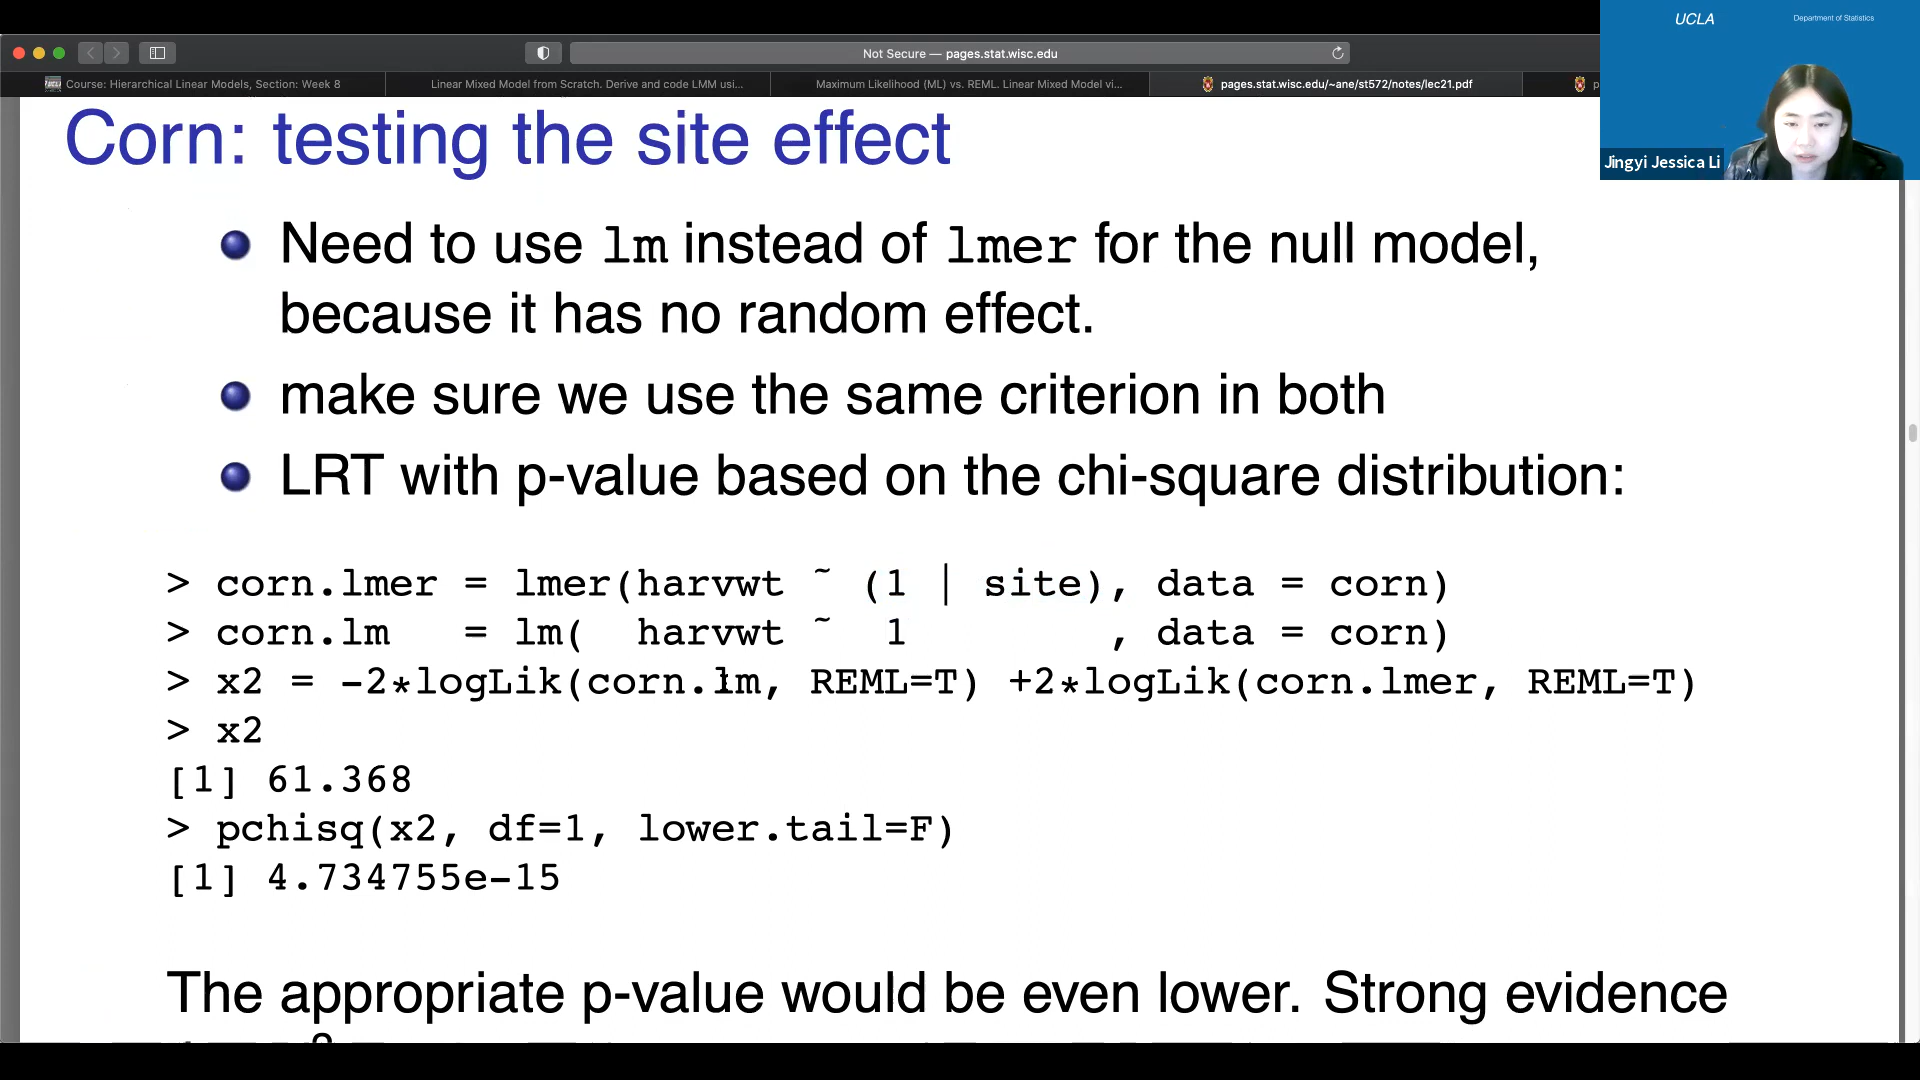 UCLA
Department of Statistics
Not Secure — pages.stat.wisc.edu
Course: Hierarchical Linear Models, Section: Week 8
Linear Mixed Model from Scratch. Derive and code LMM usi...
Maximum Likelihood (ML) vs. REML. Linear Mixed Model vi...
pages.stat.wisc.edu/~ane/st572/notes/lec21.pdf
Jingyi Jessica Li
Corn: testing the site effect
Need to use lm instead of lmer for the null model,
because it has no random effect.
make sure we use the same criterion in both
LRT with p-value based on the chi-square distribution:
> corn.lmer = lmer(harvwt ~ (1 | site), data = corn)
> corn.lm = lm( harvwt ~ 1 , data = corn)
> x2 = -2*logLik(corn.lm, REML=T) +2*logLik(corn.lmer, REML=T)
> x2
[1] 61.368
> pchisq(x2, df=1, lower.tail=F)
[1] 4.734755e-15
The appropriate p-value would be even lower. Strong evidence